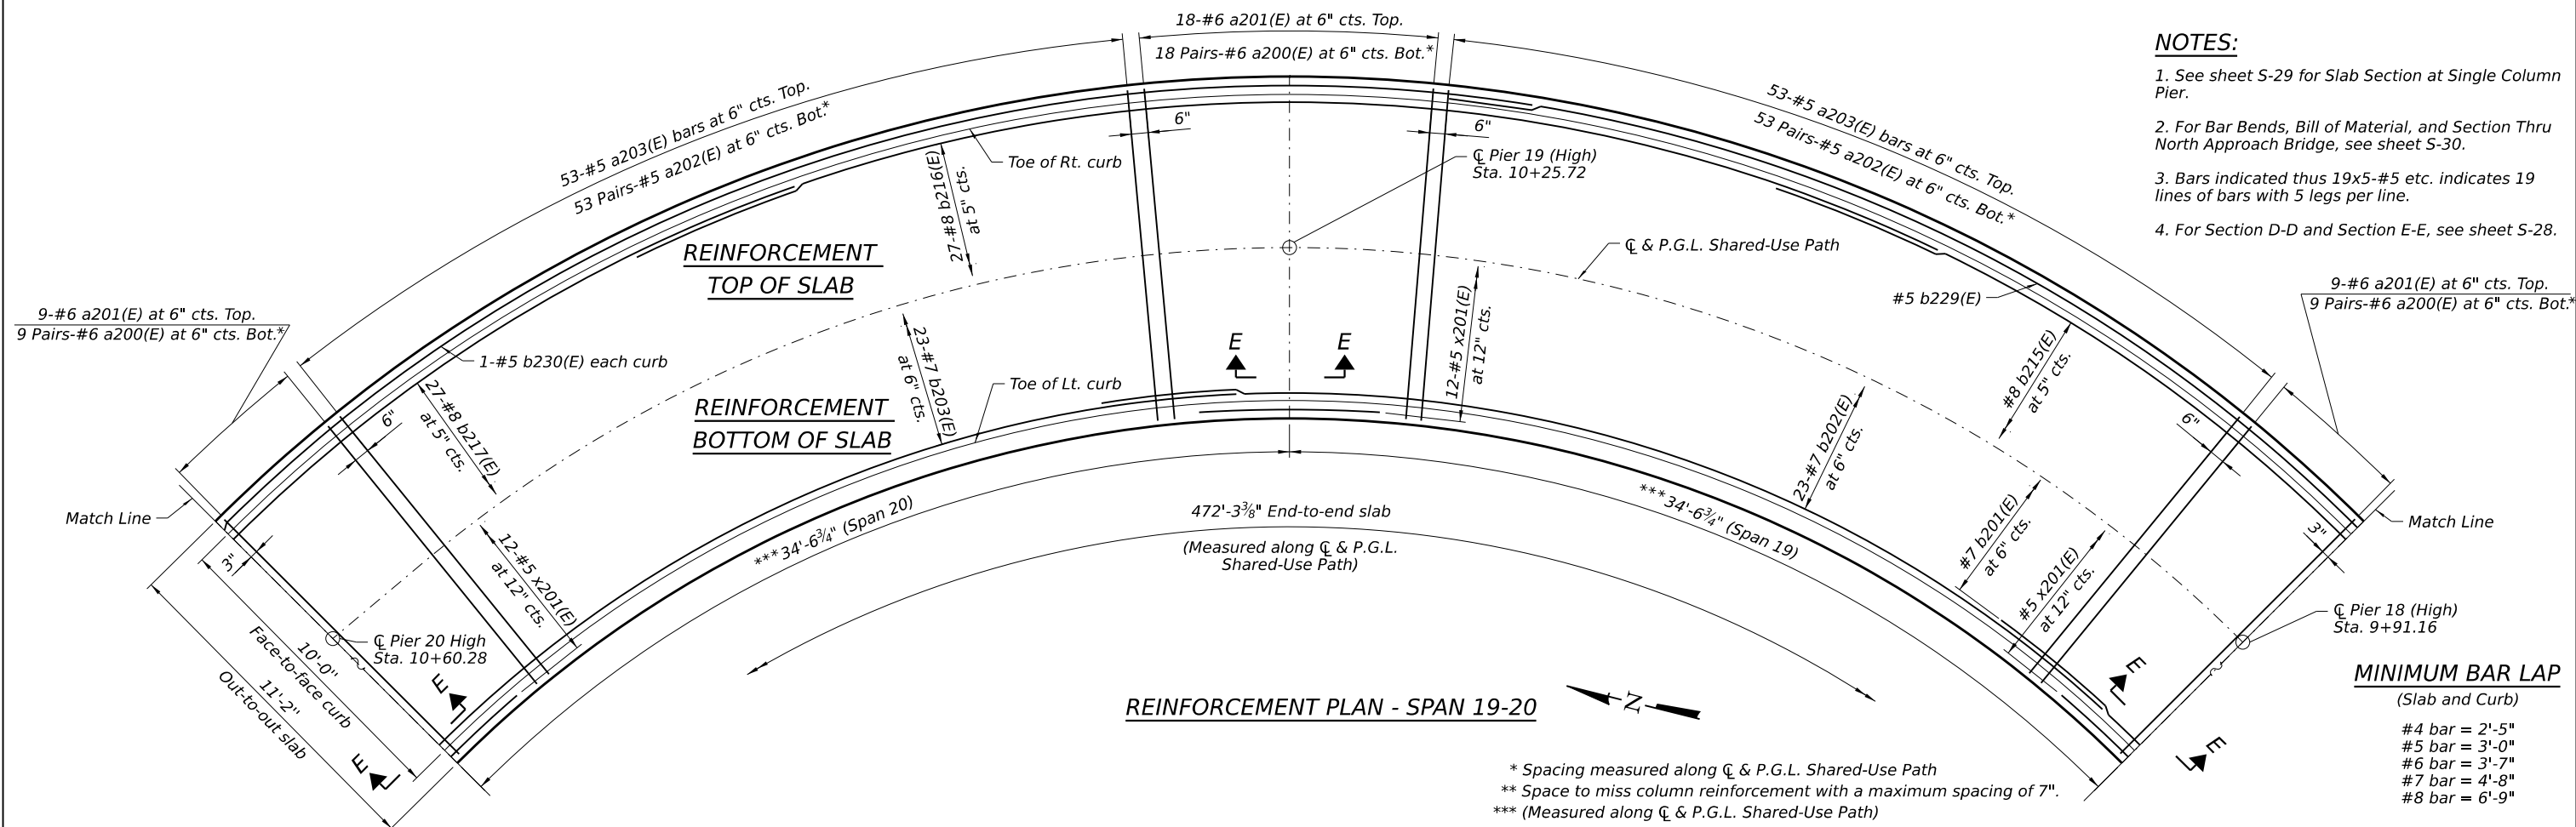 18-#6 a201(E) at 6" cts. Top.
18 Pairs-#6 a200(E) at 6" cts. Bot.*
53-#5 a203(E) bars at 6" cts. Top.
53 Pairs-#5 a202(E) at 6" cts. Bot.*
53-#5 a203(E) bars at 6" cts. Top.
53 Pairs-#5 a202(E) at 6" cts. Bot.*
NOTES:
1. See sheet S-29 for Slab Section at Single Column
Pier.
2. For Bar Bends, Bill of Material, and Section Thru
North Approach Bridge, see sheet S-30.
3. Bars indicated thus 19x5-#5 etc. indicates 19
lines of bars with 5 legs per line.
4. For Section D-D and Section E-E, see sheet S-28.
6"
6"
Toe of Rt. curb
℄ Pier 19 (High)
Sta. 10+25.72
27-#8 b216(E)
at 5" cts.
REINFORCEMENT
TOP OF SLAB
℄ & P.G.L. Shared-Use Path
#5 b229(E)
9-#6 a201(E) at 6" cts. Top.
9 Pairs-#6 a200(E) at 6" cts. Bot.*
9-#6 a201(E) at 6" cts. Top.
9 Pairs-#6 a200(E) at 6" cts. Bot.*
1-#5 b230(E) each curb
23-#7 b203(E)
at 6" cts.
E
E
12-#5 x201(E)
at 12" cts.
#8 b215(E)
at 5" cts.
Toe of Lt. curb
REINFORCEMENT
BOTTOM OF SLAB
6"
27-#8 b217(E)
at 5" cts.
23-#7 b202(E)
at 6" cts.
6"
Match Line
Match Line
3"
3"
12-#5 x201(E)
at 12" cts.
***34'-6¾" (Span 20)
472'-3⅜" End-to-end slab
(Measured along ℄ & P.G.L.
Shared-Use Path)
***34'-6¾" (Span 19)
#7 b201(E)
at 6" cts.
#5 x201(E)
at 12" cts.
℄ Pier 20 High
Sta. 10+60.28
℄ Pier 18 (High)
Sta. 9+91.16
10'-0"
Face-to-face curb
11'-2"
Out-to-out slab
E
E
E
E
REINFORCEMENT PLAN - SPAN 19-20
N
MINIMUM BAR LAP
(Slab and Curb)
#4 bar = 2'-5"
#5 bar = 3'-0"
#6 bar = 3'-7"
#7 bar = 4'-8"
#8 bar = 6'-9"
* Spacing measured along ℄ & P.G.L. Shared-Use Path
** Space to miss column reinforcement with a maximum spacing of 7".
*** (Measured along ℄ & P.G.L. Shared-Use Path)